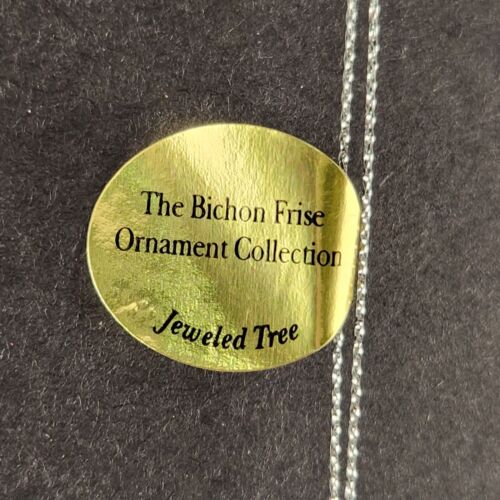 The Bichon Frise
Ornament Collection
Jeweled Tree